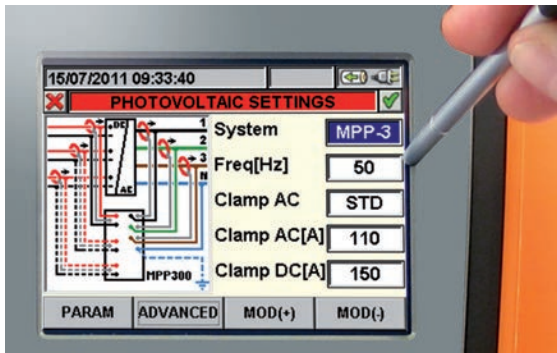 15/07/2011 09:33:40
PHOTOVOLTAIC SETTINGS
DC
1
2
3
N
AC
MPP300
System MPP-3
Freq[Hz] 50
Clamp AC STD
Clamp AC[A] 110
Clamp DC[A] 150
PARAM ADVANCED MOD(+) MOD(-)